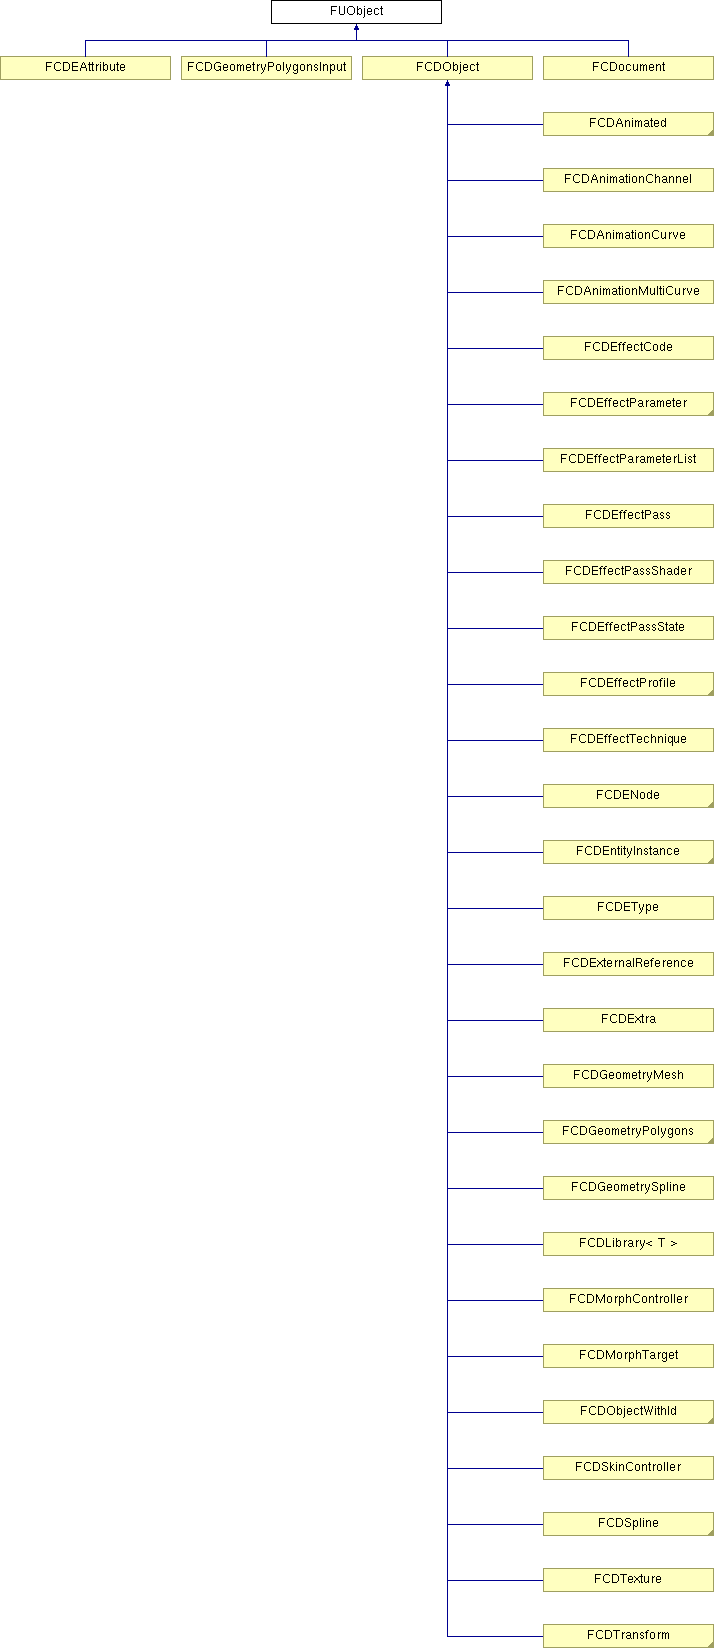 FUObject
FCDEAttribute
FCDGeometryPolygonsInput
FCDObject
FCDocument
FCDAnimated
FCDAnimationChannel
FCDAnimationCurve
FCDAnimationMultiCurve
FCDEffectCode
FCDEffectParameter
FCDEffectParameterList
FCDEffectPass
FCDEffectPassShader
FCDEffectPassState
FCDEffectProfile
FCDEffectTechnique
FCDENode
FCDEntityInstance
FCDEType
FCDExternalReference
FCDExtra
FCDGeometryMesh
FCDGeometryPolygons
FCDGeometrySpline
FCDLibrary< T >
FCDMorphController
FCDMorphTarget
FCDObjectWithId
FCDSkinController
FCDSpline
FCDTexture
FCDTransform